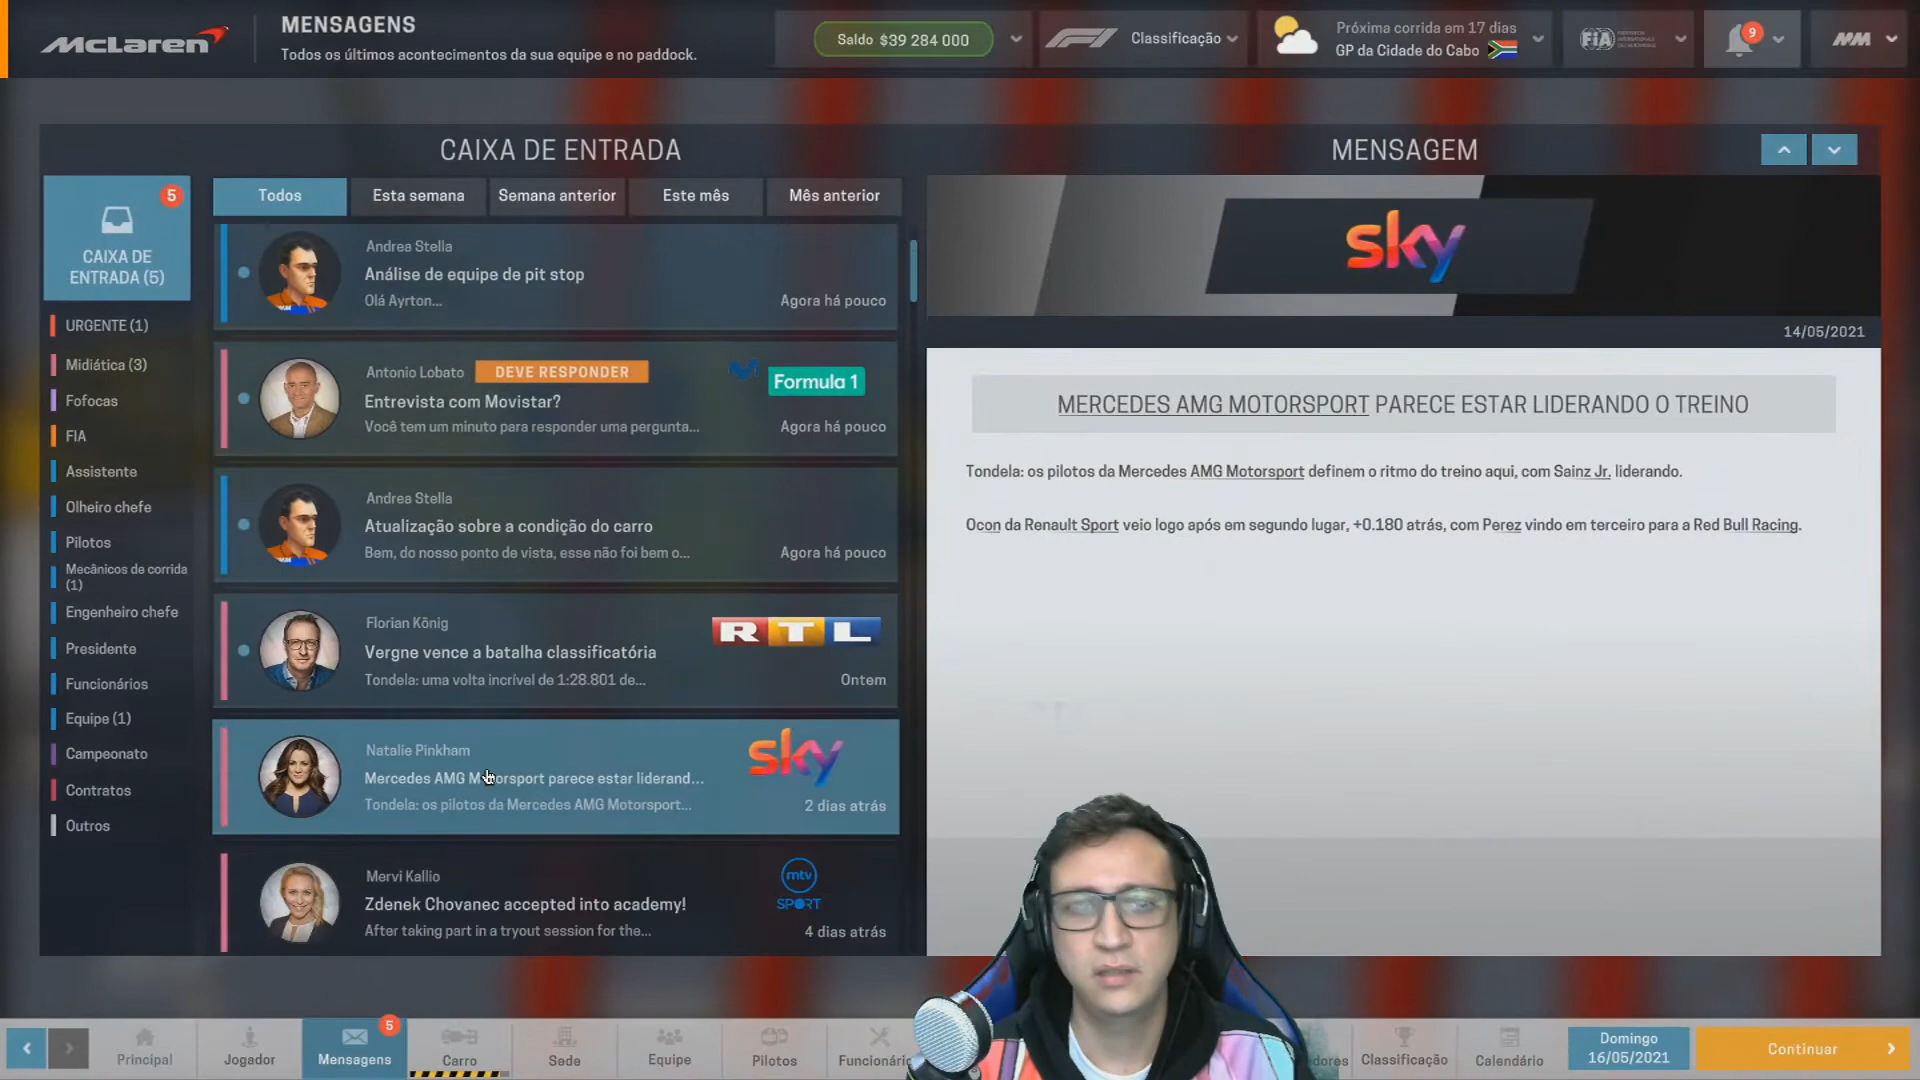 McLaren
MENSAGENS
Todos os últimos acontecimentos da sua equipe e no paddock.
Saldo $39 284 000
Classificação
Próxima corrida em 17 dias
GP da Cidade do Cabo
FIA
9
MM
CAIXA DE ENTRADA
MENSAGEM
5
CAIXA DE
ENTRADA (5)
URGENTE (1)
Midiática (3)
Fofocas
FIA
Assistente
Olheiro chefe
Pilotos
Mecânicos de corrida
(1)
Engenheiro chefe
Presidente
Funcionários
Equipe (1)
Campeonato
Contratos
Outros
Todos
Esta semana
Semana anterior
Este mês
Mês anterior
Andrea Stella
Análise de equipe de pit stop
Olá Ayrton...
Agora há pouco
Antonio Lobato
DEVE RESPONDER
Formula 1
Entrevista com Movistar?
Você tem um minuto para responder uma pergunta...
Agora há pouco
Andrea Stella
Atualização sobre a condição do carro
Bem, do nosso ponto de vista, esse não foi bem o...
Agora há pouco
Florian König
RTL
Vergne vence a batalha classificatória
Tondela: uma volta incrível de 1:28.801 de...
Ontem
Natalie Pinkham
sky
Mercedes AMG Motorsport parece estar liderand...
Tondela: os pilotos da Mercedes AMG Motorsport...
2 dias atrás
Mervi Kallio
mtv
SPORT
Zdenek Chovanec accepted into academy!
After taking part in a tryout session for the...
4 dias atrás
sky
14/05/2021
MERCEDES AMG MOTORSPORT PARECE ESTAR LIDERANDO O TREINO
Tondela: os pilotos da Mercedes AMG Motorsport definem o ritmo do treino aqui, com Sainz Jr. liderando.
Ocon da Renault Sport veio logo após em segundo lugar, +0.180 atrás, com Perez vindo em terceiro para a Red Bull Racing.
Principal
Jogador
Mensagens
5
Carro
Sede
Equipe
Pilotos
Funcionári
dores
Classificação
Calendário
Domingo
16/05/2021
Continuar